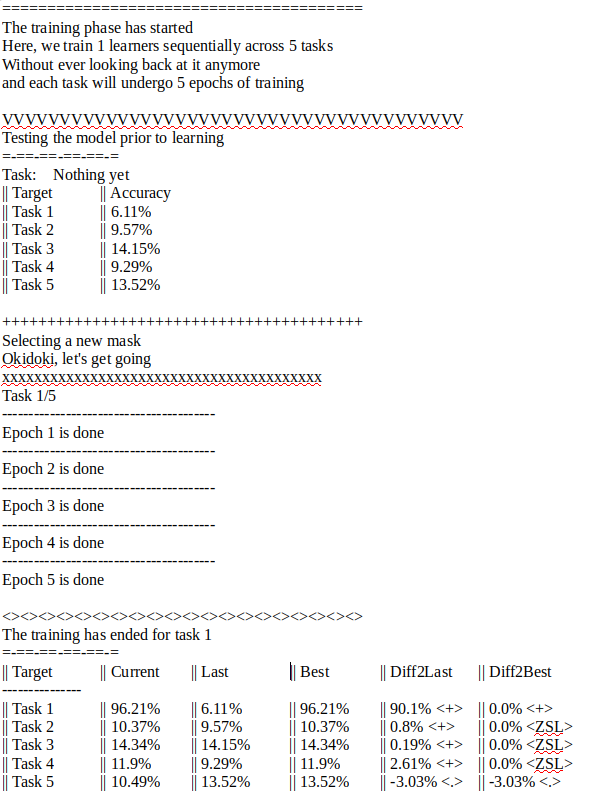 ========================================
The training phase has started
Here, we train 1 learners sequentially across 5 tasks
Without ever looking back at it anymore
and each task will undergo 5 epochs of training
VVVVVVVVVVVVVVVVVVVVVVVVVVVVVVVVVVVVVVVV
Testing the model prior to learning
=-==-==-==-==-=
Task: Nothing yet
|| Target || Accuracy
|| Task 1 || 6.11%
|| Task 2 || 9.57%
|| Task 3 || 14.15%
|| Task 4 || 9.29%
|| Task 5 || 13.52%
++++++++++++++++++++++++++++++++++++++++
Selecting a new mask
Okidoki, let's get going
xxxxxxxxxxxxxxxxxxxxxxxxxxxxxxxxxxxxxxxx
Task 1/5
----------------------------------------
Epoch 1 is done
----------------------------------------
Epoch 2 is done
----------------------------------------
Epoch 3 is done
----------------------------------------
Epoch 4 is done
----------------------------------------
Epoch 5 is done
<><><><><><><><><><><><><><><><><><><><>
The training has ended for task 1
=-==-==-==-==-=
|| Target || Current || Last || Best || Diff2Last || Diff2Best
---------------
|| Task 1 || 96.21% || 6.11% || 96.21% || 90.1% <+> || 0.0% <+>
|| Task 2 || 10.37% || 9.57% || 10.37% || 0.8% <+> || 0.0% <ZSL>
|| Task 3 || 14.34% || 14.15% || 14.34% || 0.19% <+> || 0.0% <ZSL>
|| Task 4 || 11.9% || 9.29% || 11.9% || 2.61% <+> || 0.0% <ZSL>
|| Task 5 || 10.49% || 13.52% || 13.52% || -3.03% <.> || -3.03% <.>